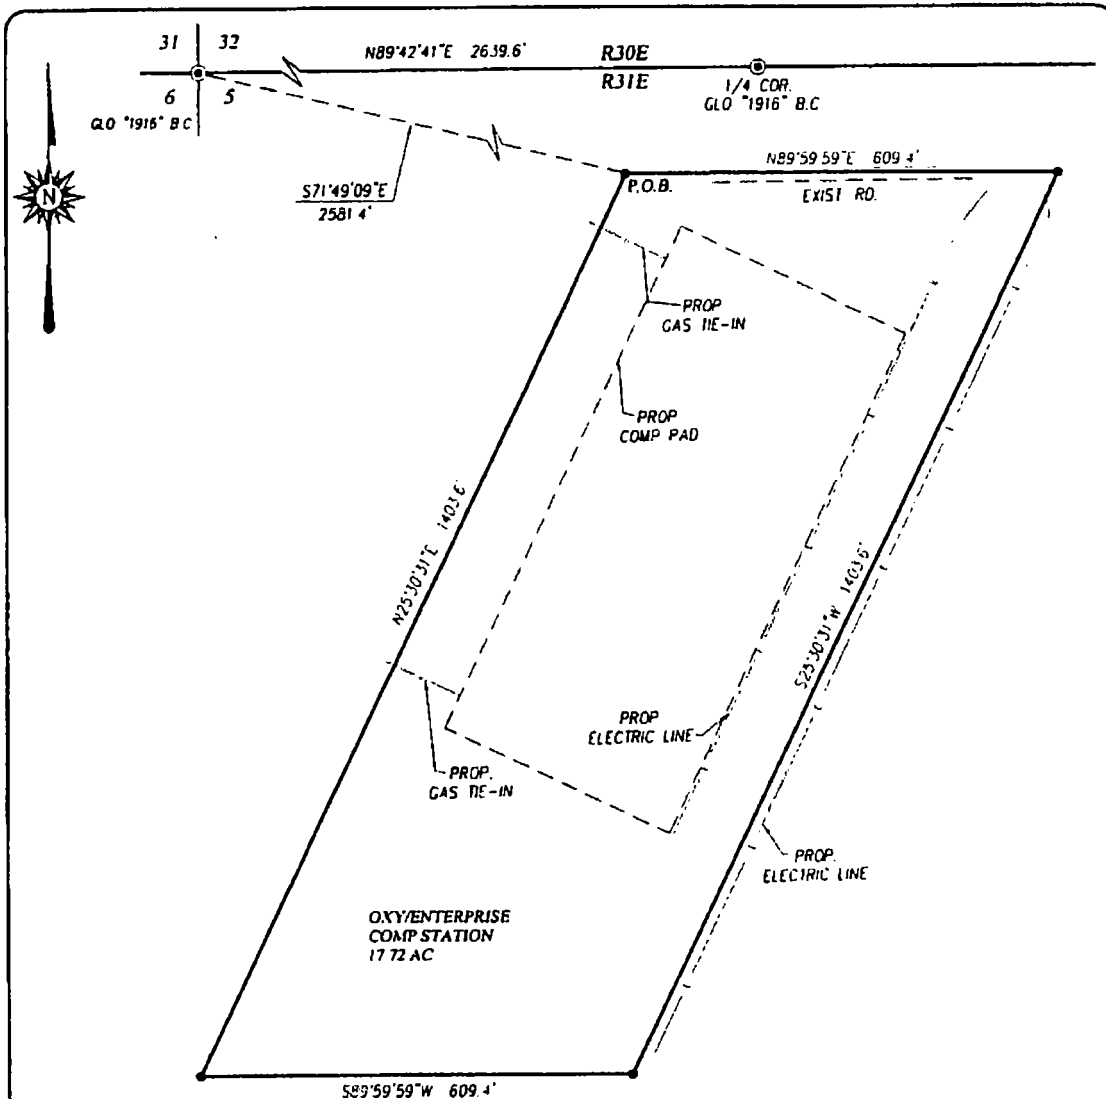 31 32
N89°42'41"E 2639.6'
R30E
R31E
6 5
1/4 COR.
GLO "1916" B.C
GLO "1916" B.C
N
S71°49'09"E
2581 4'
N89°59 59"E 609 4'
P.O.B.
EXIST RD.
PROP
GAS TIE-IN
PROP
COMP PAD
N25°30'31"E 1403 6'
S25°30'31"W 1403 6'
PROP
ELECTRIC LINE
PROP.
GAS TIE-IN
PROP.
ELECTRIC LINE
OXY/ENTERPRISE
COMP STATION
17 72 AC
S89°59'59"W 609.4'